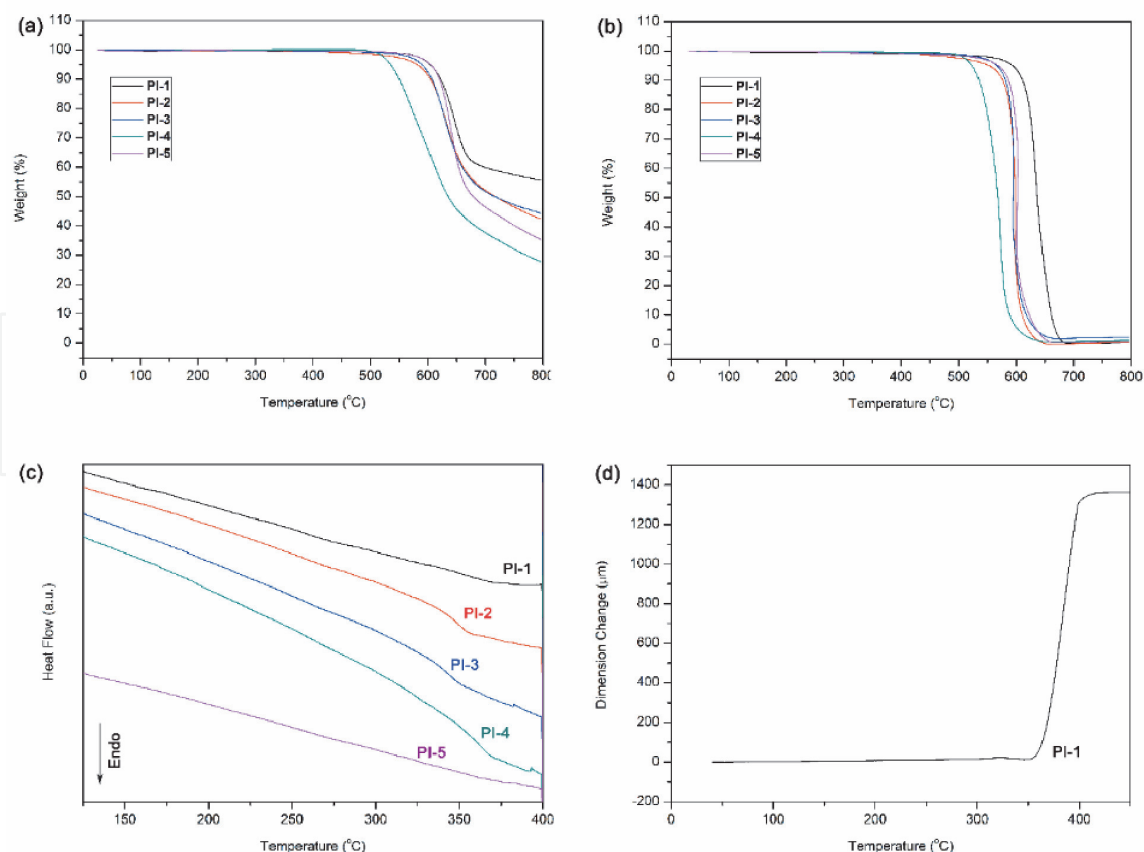 (a)
110
100
90
80
70
60
50
40
30
20
10
0
Weight (%)
PI-1
PI-2
PI-3
PI-4
PI-5
0 100 200 300 400 500 600 700 800
Temperature (°C)
(b)
110
100
90
80
70
60
50
40
30
20
10
0
Weight (%)
PI-1
PI-2
PI-3
PI-4
PI-5
0 100 200 300 400 500 600 700 800
Temperature (°C)
(c)
Heat Flow (a.u.)
PI-1
PI-2
PI-3
PI-4
PI-5
Endo
150 200 250 300 350 400
Temperature (°C)
(d)
1400
1200
1000
800
600
400
200
0
-200
Dimension Change (μm)
PI-1
0 100 200 300 400
Temperature (°C)